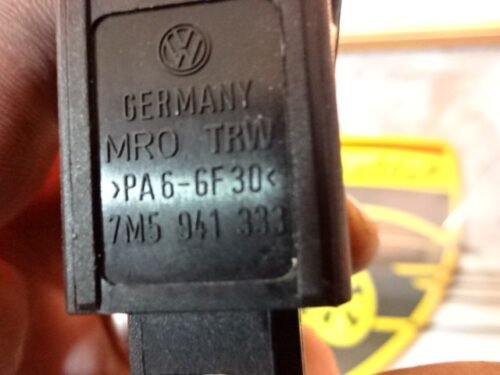 GERMANY
MRO TRW
>PA6-GF30<
7M5 941 333